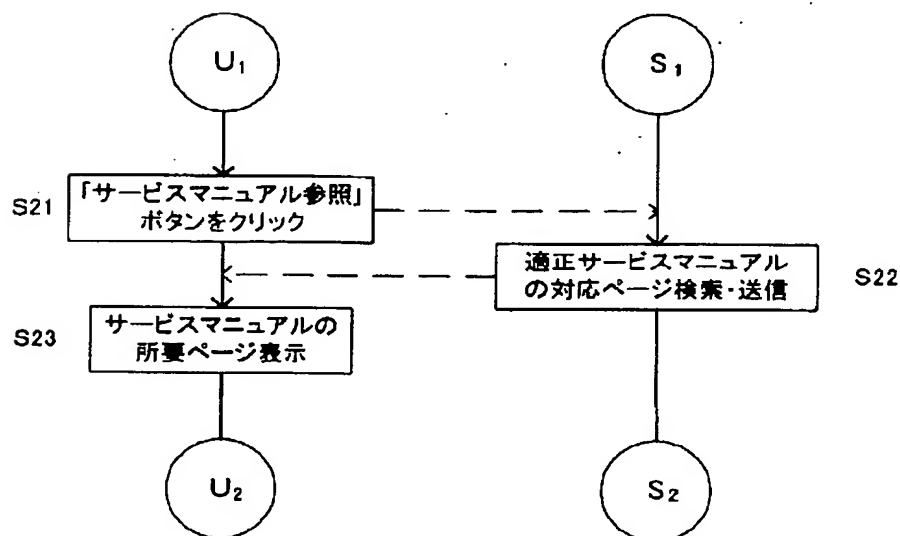 U1
S1
S21
「サービスマニュアル参照」
ボタンをクリック
適正サービスマニュアル
の対応ページ検索・送信
S22
S23
サービスマニュアルの
所要ページ表示
U2
S2